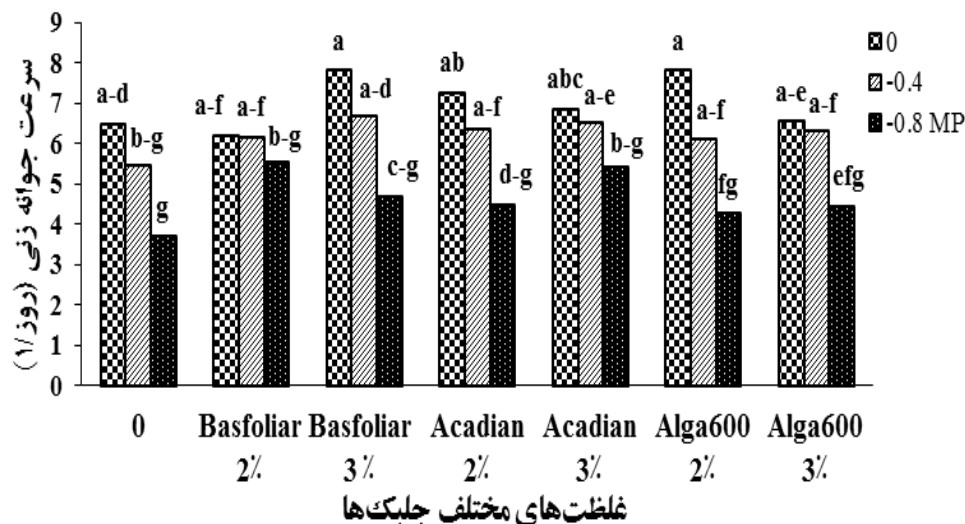 سرعت جوانه زنی (روز/۱)
9
8
7
6
5
4
3
2
1
0
a-d
b-g
g
a-f
a-f
b-g
a
a-d
c-g
ab
a-f
d-g
abc
a-e
b-g
a
a-f
fg
a-e
a-f
efg
0
-0.4
-0.8 MP
0 Basfoliar Basfoliar Acadian Acadian Alga600 Alga600
2% 3% 2% 3% 2% 3%
غلظت‌های مختلف جلبک‌ها